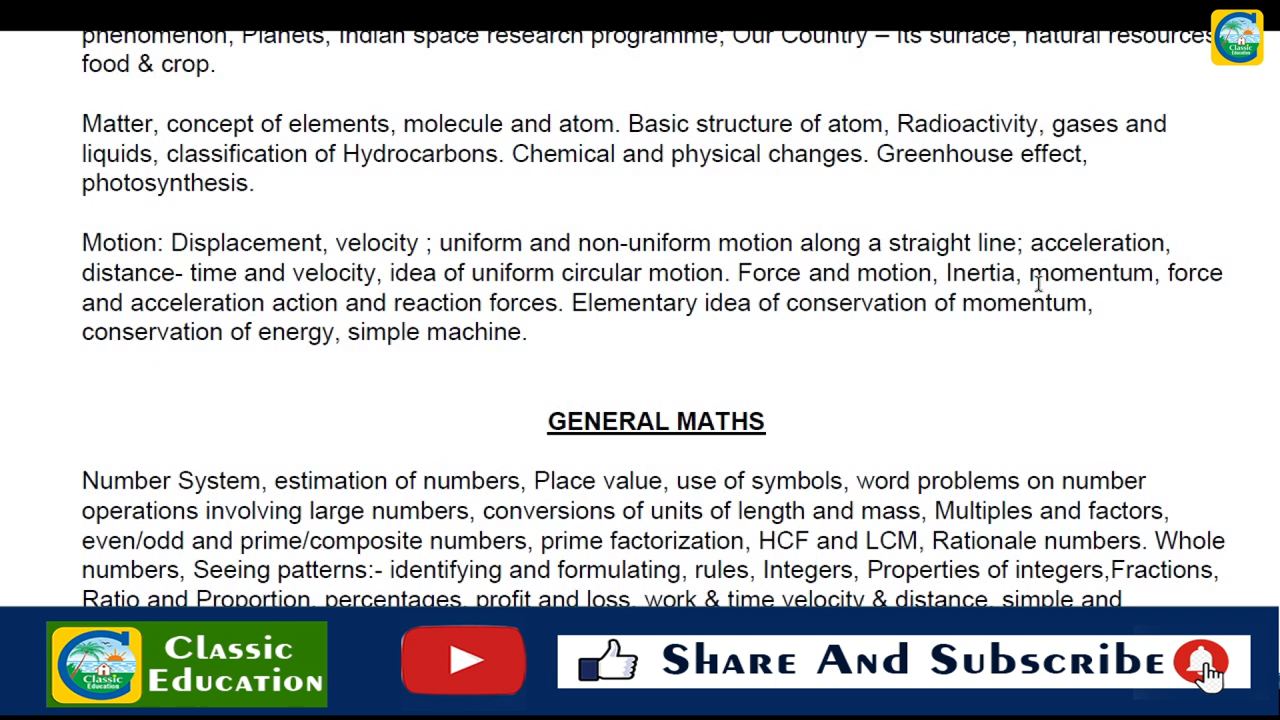 phenomenon, Planets, Indian space research programme; Our Country – Its surface, natural resources
food & crop.
Matter, concept of elements, molecule and atom. Basic structure of atom, Radioactivity, gases and
liquids, classification of Hydrocarbons. Chemical and physical changes. Greenhouse effect,
photosynthesis.
Motion: Displacement, velocity ; uniform and non-uniform motion along a straight line; acceleration,
distance- time and velocity, idea of uniform circular motion. Force and motion, Inertia, momentum, force
and acceleration action and reaction forces. Elementary idea of conservation of momentum,
conservation of energy, simple machine.
GENERAL MATHS
Number System, estimation of numbers, Place value, use of symbols, word problems on number
operations involving large numbers, conversions of units of length and mass, Multiples and factors,
even/odd and prime/composite numbers, prime factorization, HCF and LCM, Rationale numbers. Whole
numbers, Seeing patterns:- identifying and formulating, rules, Integers, Properties of integers,Fractions,
Ratio and Proportion, percentages, profit and loss, work & time velocity & distance, simple and
Classic
Education
Classic
Education
Classic
Education
Share And Subscribe